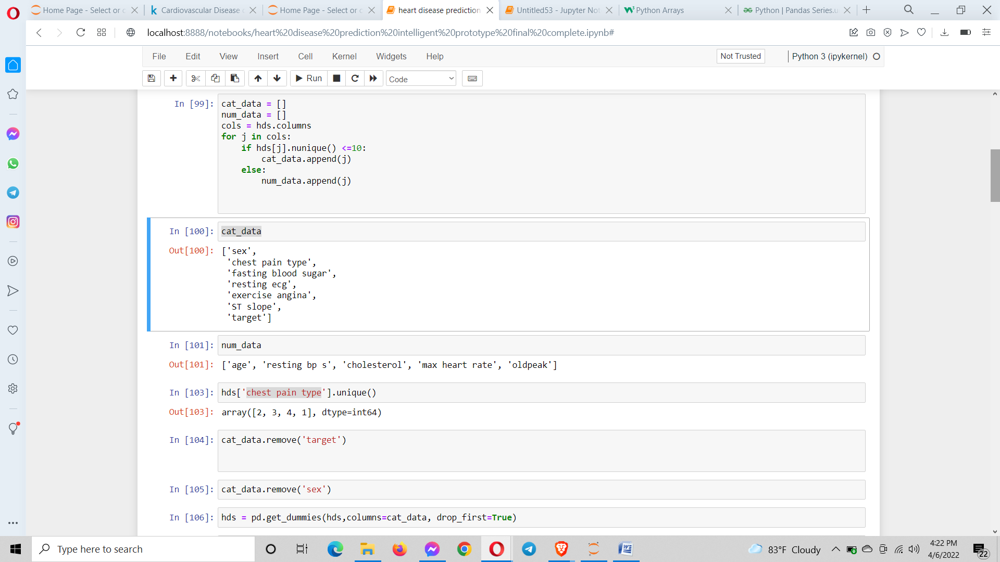 Home Page - Select or c
Cardiovascular Disease
Home Page - Select or c
heart disease prediction
Untitled53 - Jupyter Not
Python Arrays
Python | Pandas Series.u
localhost:8888/notebooks/heart%20disease%20prediction%20intelligent%20prototype%20final%20complete.ipynb#
File Edit View Insert Cell Kernel Widgets Help
Not Trusted
Python 3 (ipykernel)
Run
Code
In [99]:
cat_data = []
num_data = []
cols = hds.columns
for j in cols:
    if hds[j].nunique() <=10:
        cat_data.append(j)
    else:
        num_data.append(j)
In [100]: cat_data
Out[100]: ['sex',
 'chest pain type',
 'fasting blood sugar',
 'resting ecg',
 'exercise angina',
 'ST slope',
 'target']
In [101]: num_data
Out[101]: ['age', 'resting bp s', 'cholesterol', 'max heart rate', 'oldpeak']
In [103]: hds['chest pain type'].unique()
Out[103]: array([2, 3, 4, 1], dtype=int64)
In [104]: cat_data.remove('target')
In [105]: cat_data.remove('sex')
In [106]: hds = pd.get_dummies(hds,columns=cat_data, drop_first=True)
Type here to search
83°F Cloudy
4:22 PM
4/6/2022
22